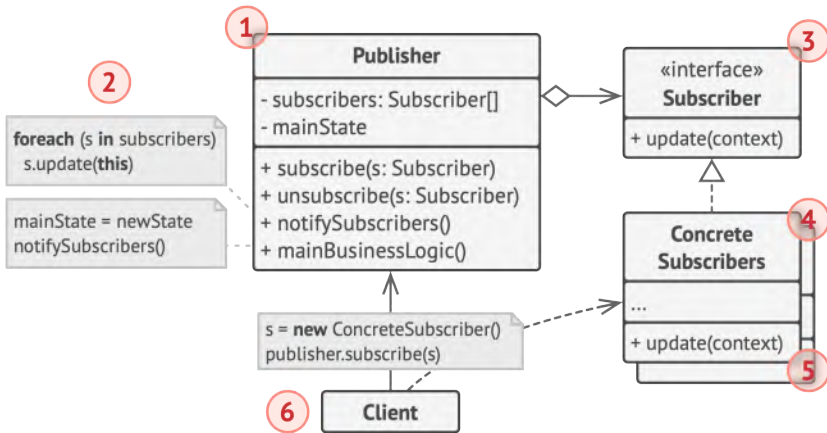 1
Publisher
- subscribers: Subscriber[]
- mainState
+ subscribe(s: Subscriber)
+ unsubscribe(s: Subscriber)
+ notifySubscribers()
+ mainBusinessLogic()
2
foreach (s in subscribers)
s.update(this)
mainState = newState
notifySubscribers()
3
«interface»
Subscriber
+ update(context)
4
Concrete
Subscribers
...
+ update(context)
5
s = new ConcreteSubscriber()
publisher.subscribe(s)
6
Client